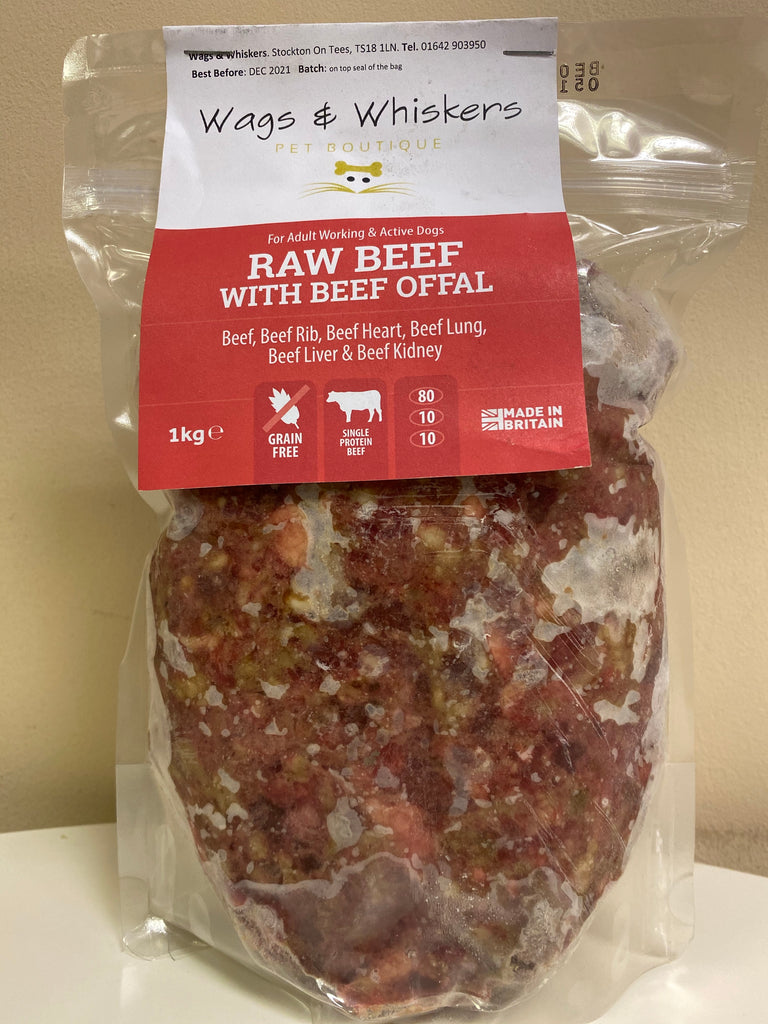 Wags & Whiskers. Stockton On Tees, TS18 1LN. Tel. 01642 903950
Best Before: DEC 2021 Batch: on top seal of the bag
Wags & Whiskers
PET BOUTIQUE
For Adult Working & Active Dogs
RAW BEEF
WITH BEEF OFFAL
Beef, Beef Rib, Beef Heart, Beef Lung,
Beef Liver & Beef Kidney
1kg℮
GRAIN
FREE
SINGLE
PROTEIN
BEEF
80
10
10
MADE IN
BRITAIN